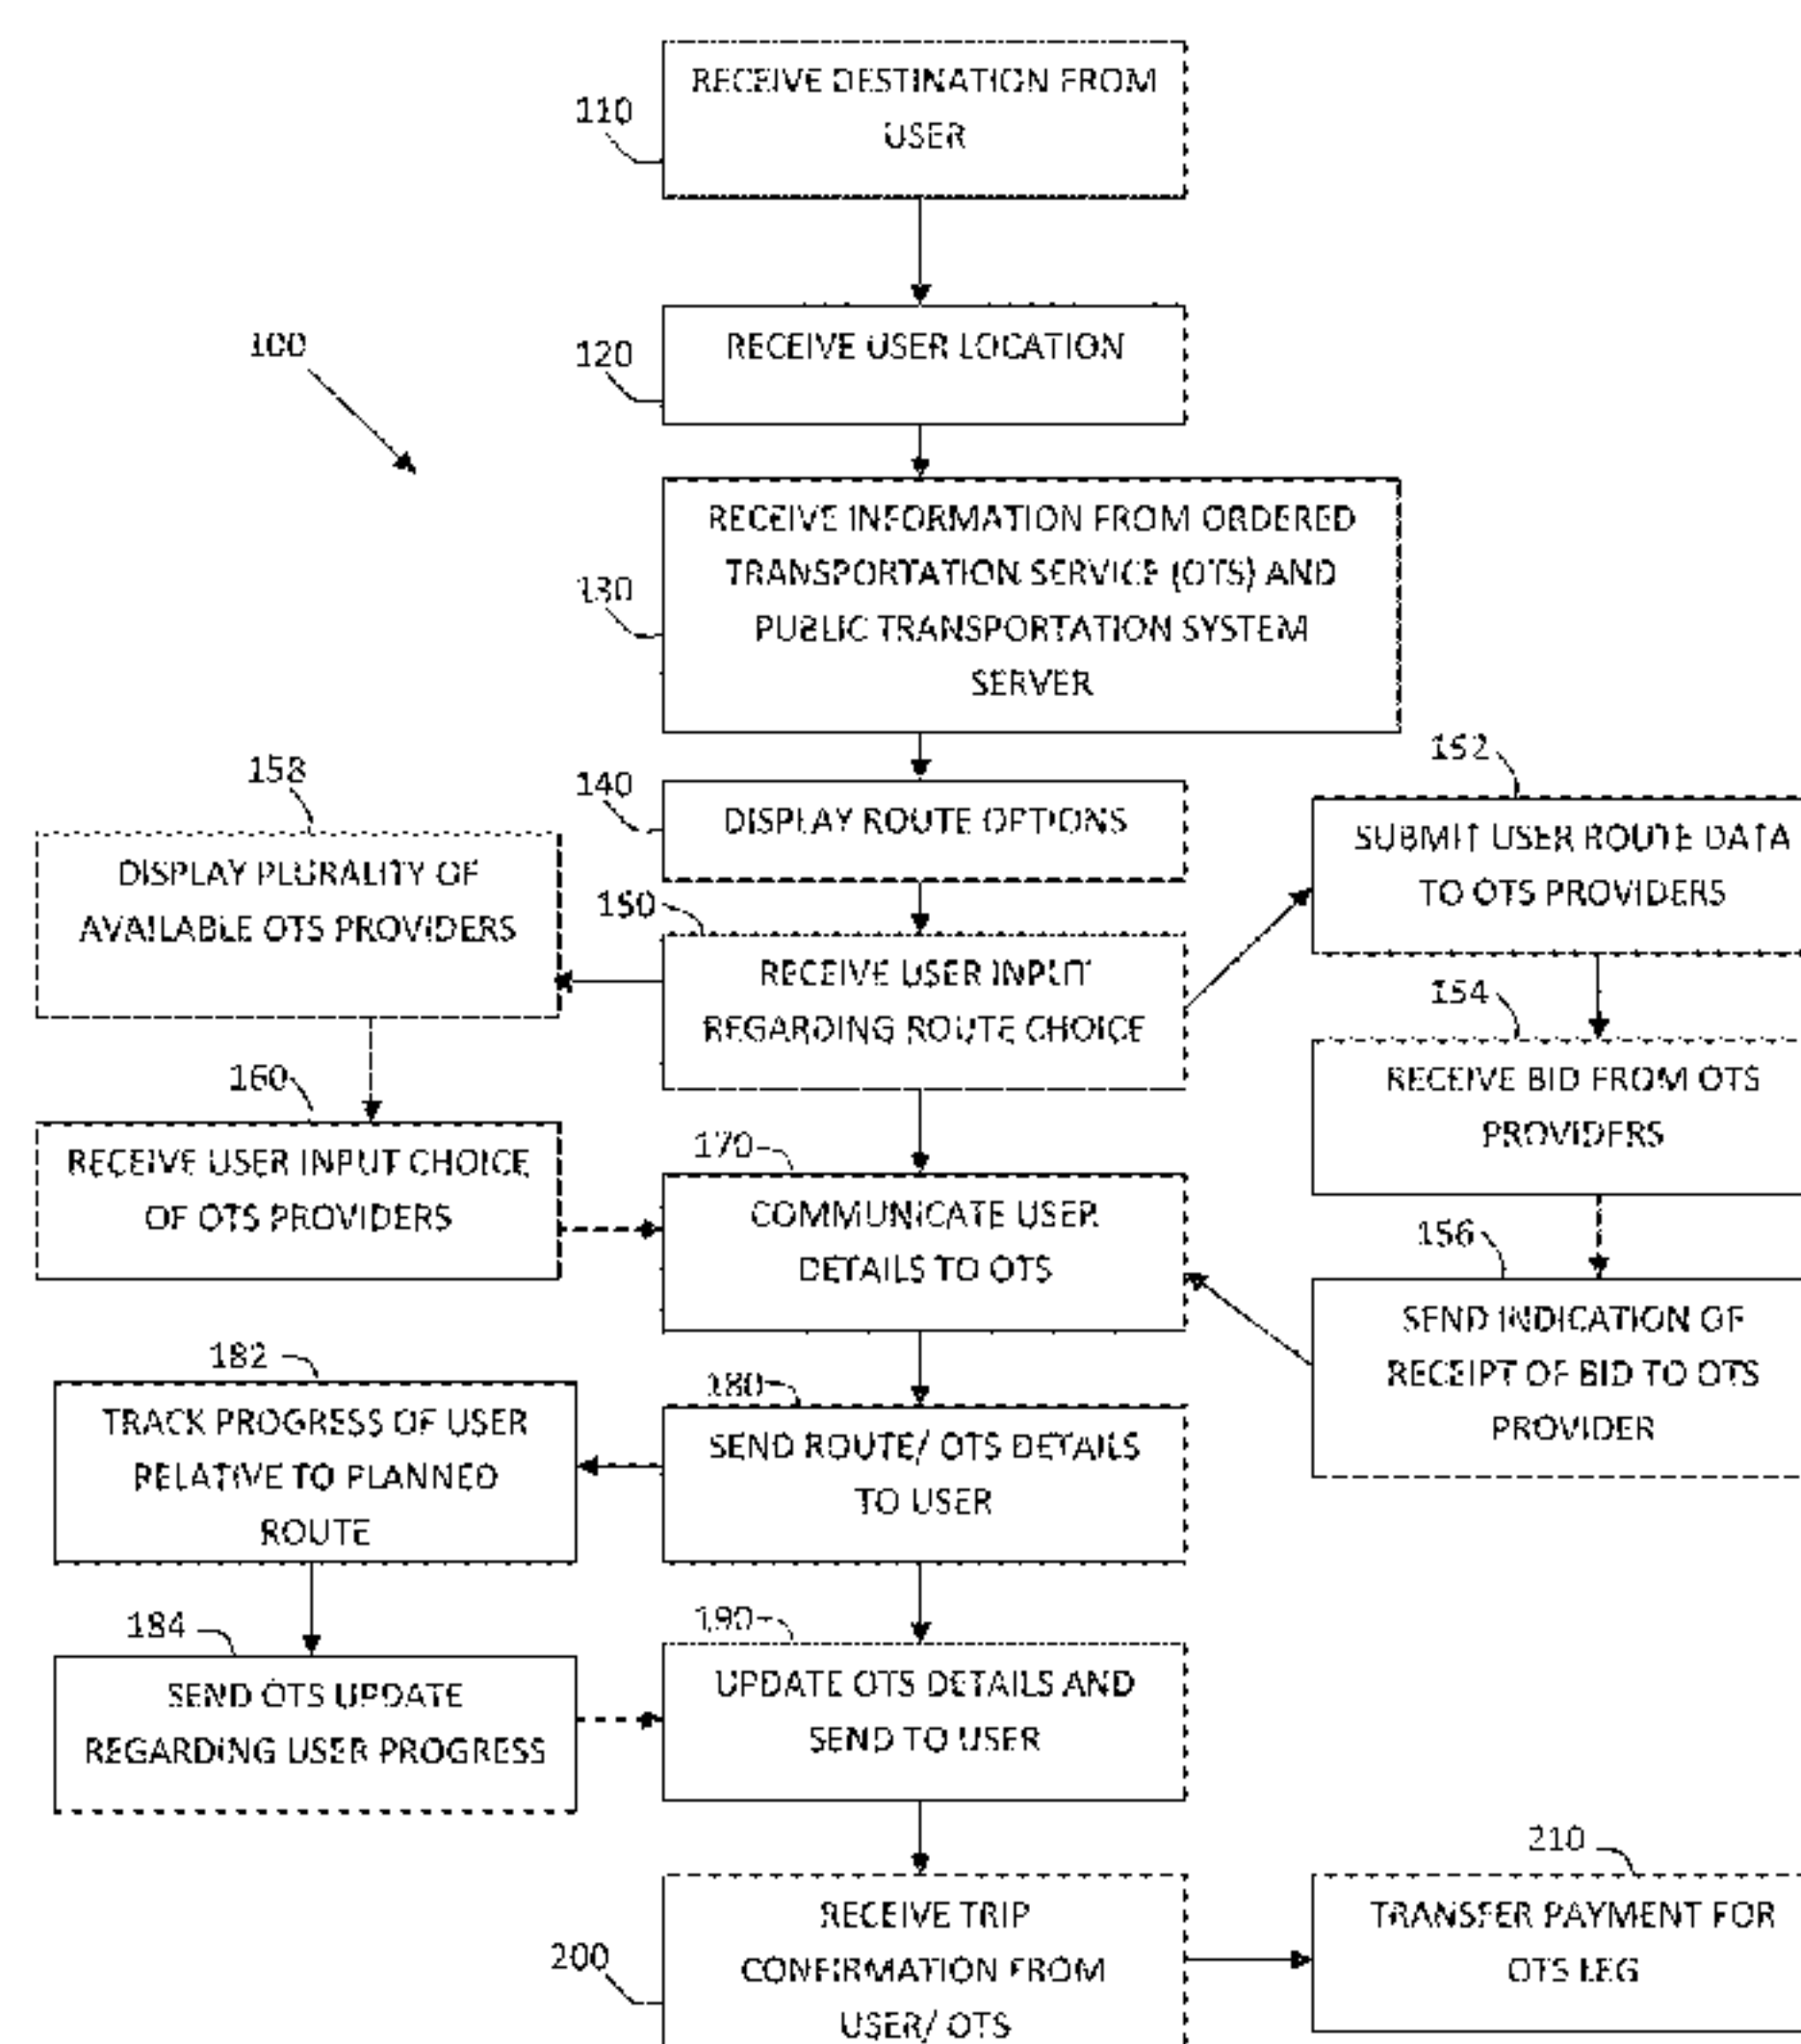 110
RECEIVE DESTINATION FROM
USER
100
120
RECEIVE USER LOCATION
130
RECEIVE INFORMATION FROM ORDERED
TRANSPORTATION SERVICE (OTS) AND
PUBLIC TRANSPORTATION SYSTEM
SERVER
140
DISPLAY ROUTE OPTIONS
150
RECEIVE USER INPUT
REGARDING ROUTE CHOICE
158
DISPLAY PLURALITY OF
AVAILABLE OTS PROVIDERS
160
RECEIVE USER INPUT CHOICE
OF OTS PROVIDERS
152
SUBMIT USER ROUTE DATA
TO OTS PROVIDERS
154
RECEIVE BID FROM OTS
PROVIDERS
156
SEND INDICATION OF
RECEIPT OF BID TO OTS
PROVIDER
170
COMMUNICATE USER
DETAILS TO OTS
180
SEND ROUTE/ OTS DETAILS
TO USER
182
TRACK PROGRESS OF USER
RELATIVE TO PLANNED
ROUTE
184
SEND OTS UPDATE
REGARDING USER PROGRESS
190
UPDATE OTS DETAILS AND
SEND TO USER
200
RECEIVE TRIP
CONFIRMATION FROM
USER/ OTS
210
TRANSFER PAYMENT FOR
OTS LEG